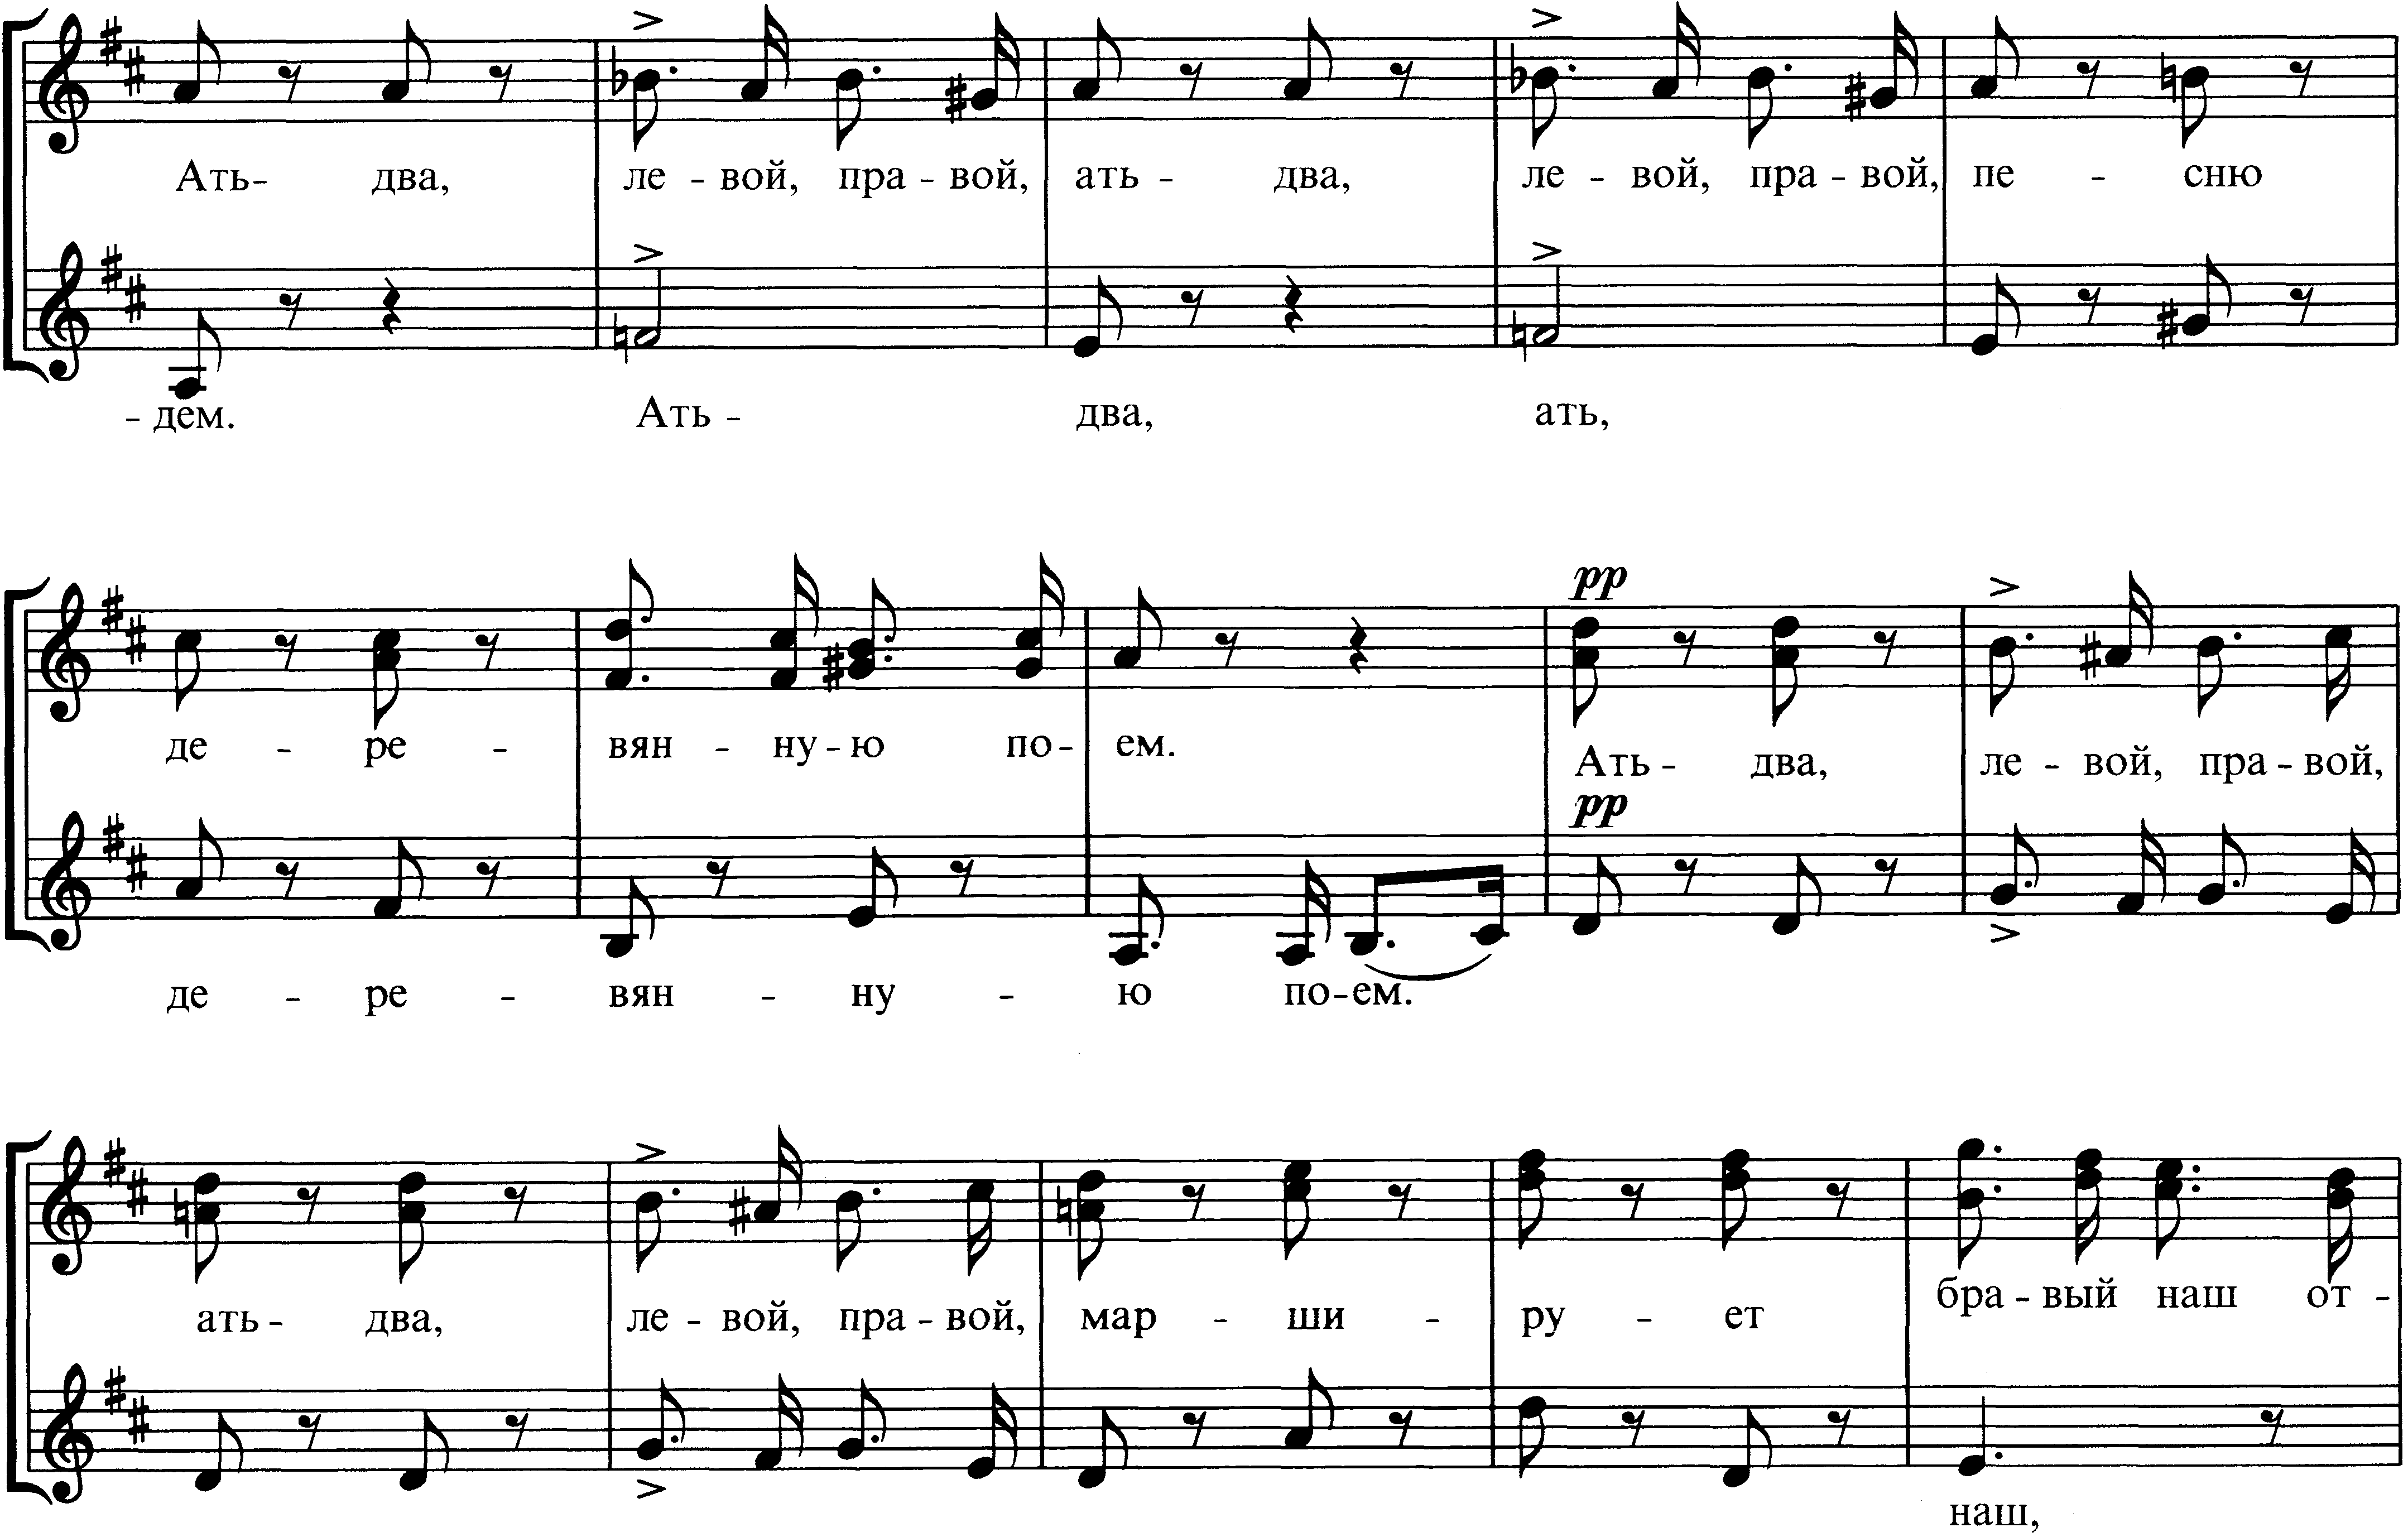 Ать- два, ле - вой, пра - вой, ать - два, ле - вой, пра - вой, пе - сню
- дем. Ать - два, ать,
pp
де - ре - вян - ну - ю по - ем. Ать - два, ле - вой, пра - вой,
pp
де - ре - вян - ну - ю по - ем.
ать - два, ле - вой, пра - вой, мар - ши - ру - ет бра - вый наш от -
наш,